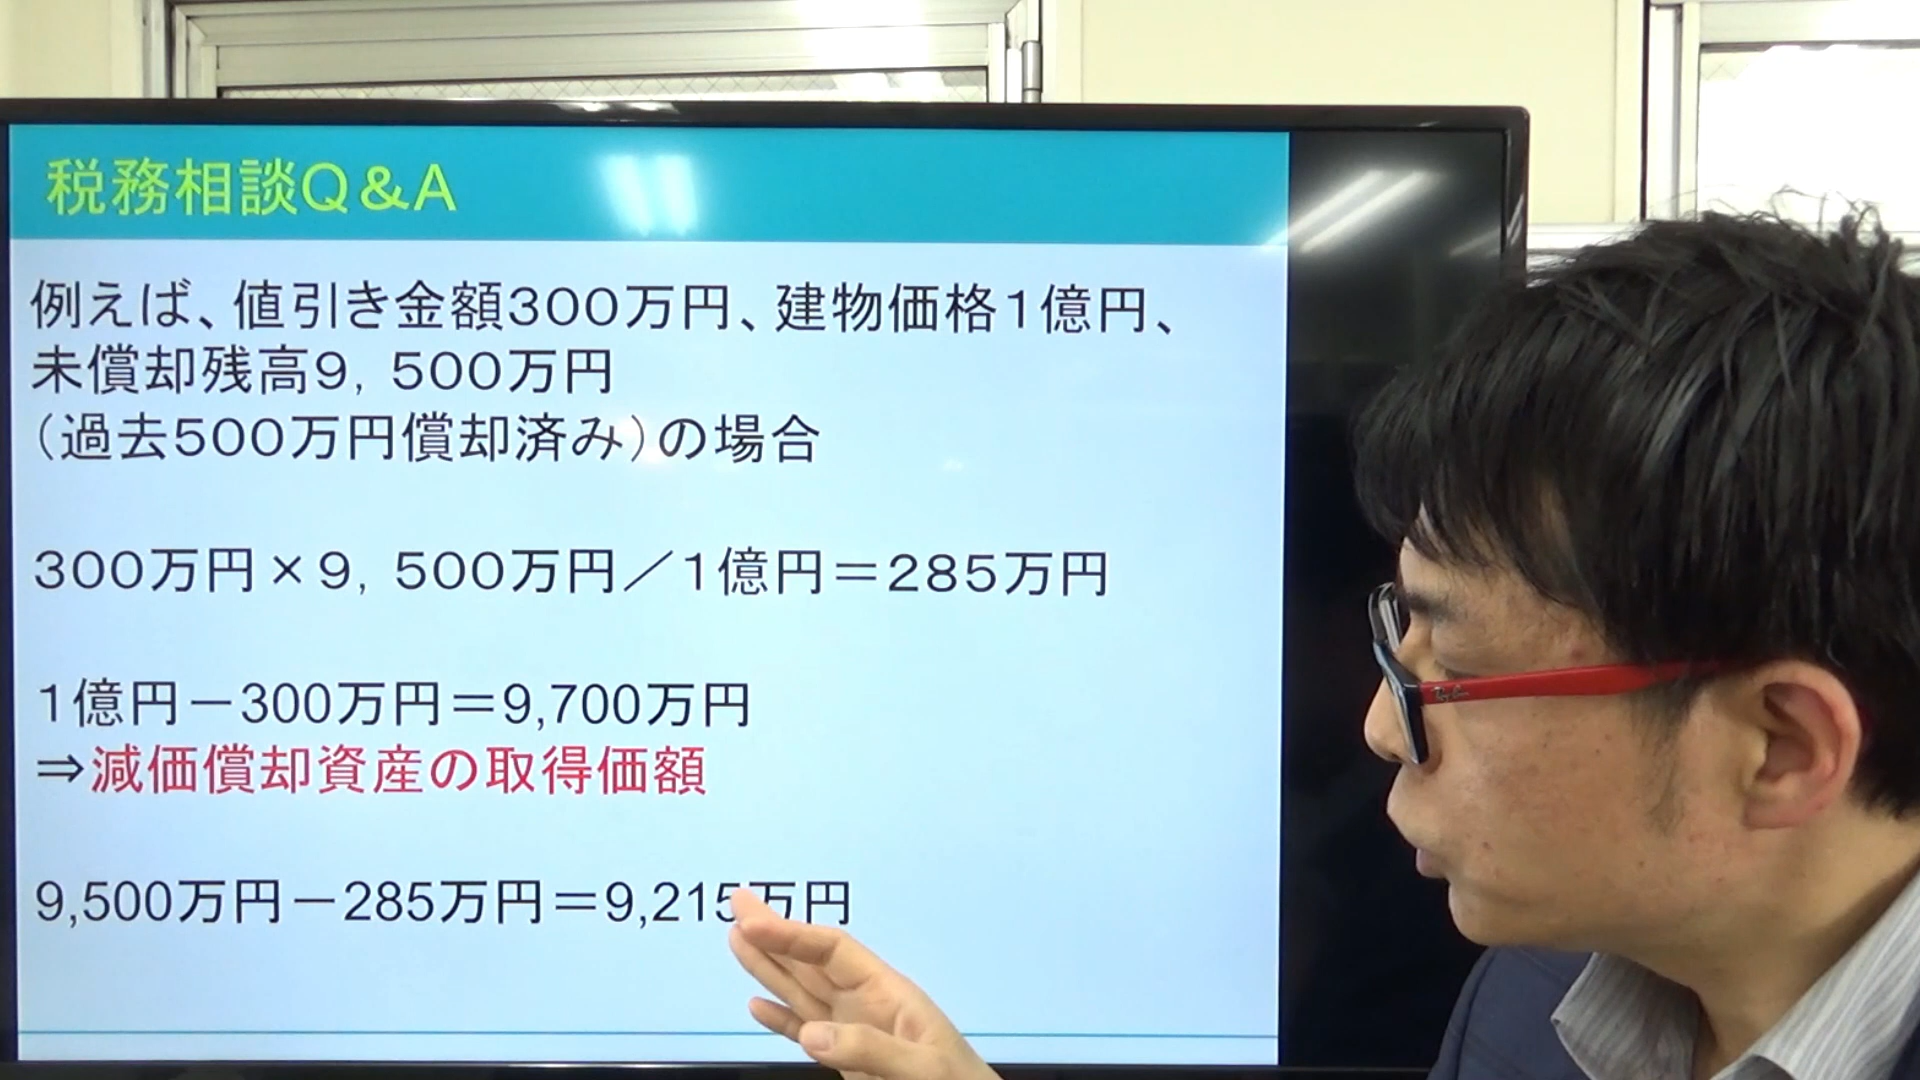 税務相談Q&A
例えば、値引き金額３００万円、建物価格１億円、
未償却残高９，５００万円
（過去５００万円償却済み）の場合
３００万円×９，５００万円／１億円＝２８５万円
１億円－300万円＝9,700万円
⇒減価償却資産の取得価額
9,500万円－285万円＝9,215万円
Ray-Ban